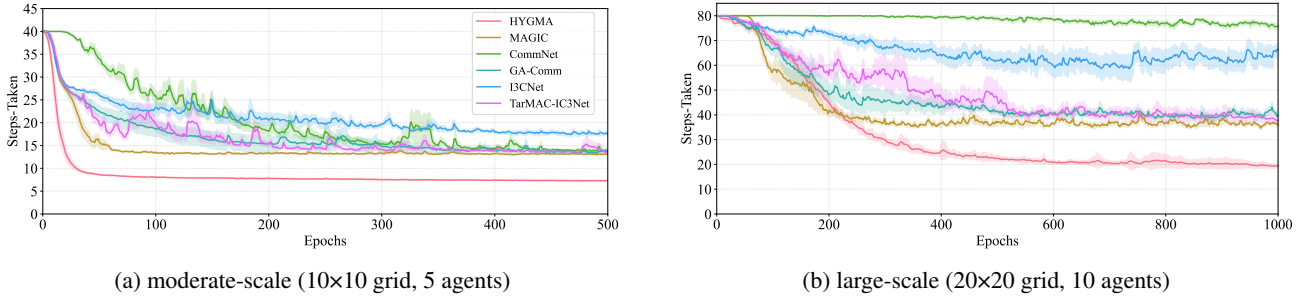 45
40
35
30
25
20
15
10
5
0
Steps-Taken
0 100 200 300 400 500
Epochs
HYGMA
MAGIC
CommNet
GA-Comm
I3CNet
TarMAC-IC3Net
(a) moderate-scale (10×10 grid, 5 agents)
80
70
60
50
40
30
20
10
0
Steps-Taken
0 200 400 600 800 1000
Epochs
(b) large-scale (20×20 grid, 10 agents)